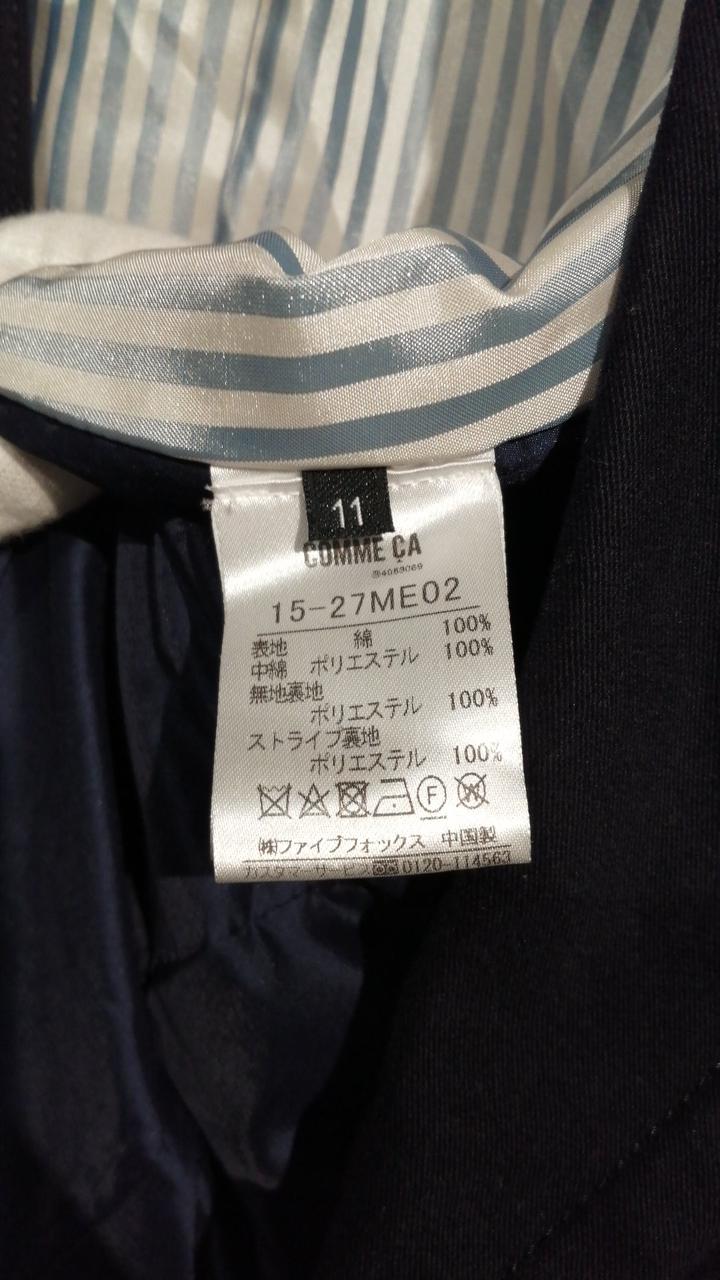 11
COMME ÇA
@4083069
15-27ME02
表地 綿 100%
中綿 ポリエステル 100%
無地裏地
ポリエステル 100%
ストライプ裏地
ポリエステル 100%
F
W
㈱ファイブフォックス 中国製
カスタマーサービス 0120-114563